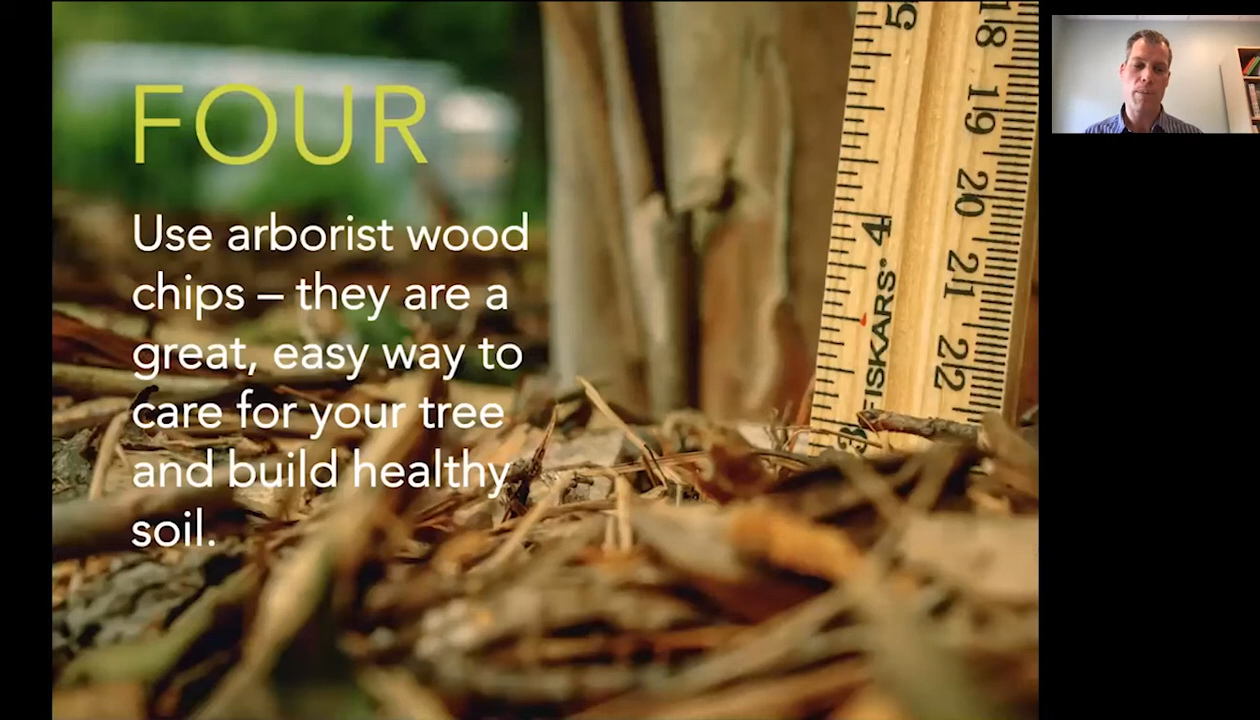 FOUR
Use arborist wood
chips – they are a
great, easy way to
care for your tree
and build healthy
soil.
5
4
3
FISKARS®
18
19
20
21
22